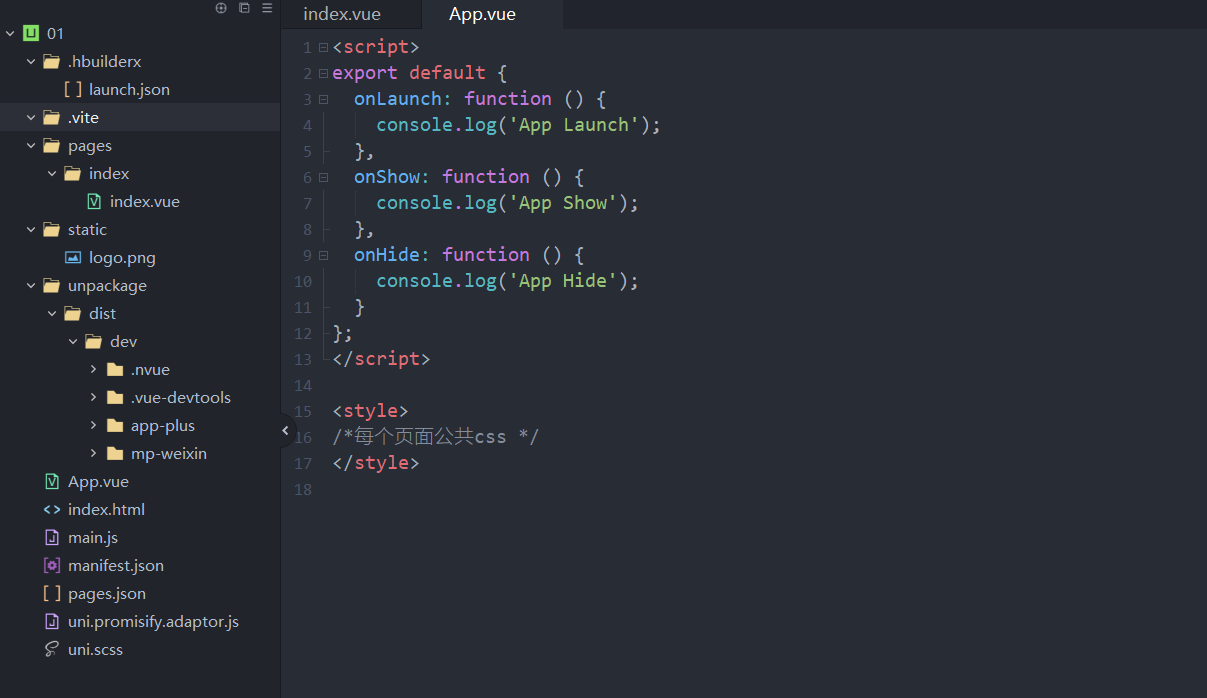 01
.hbuilderx
[ ] launch.json
.vite
pages
index
index.vue
static
logo.png
unpackage
dist
dev
.nvue
.vue-devtools
app-plus
mp-weixin
App.vue
<> index.html
main.js
manifest.json
[ ] pages.json
uni.promisify.adaptor.js
uni.scss
index.vue App.vue
1 <script>
2 export default {
3 onLaunch: function () {
4 console.log('App Launch');
5 },
6 onShow: function () {
7 console.log('App Show');
8 },
9 onHide: function () {
10 console.log('App Hide');
11 }
12 };
13 </script>
14
15 <style>
16 /*每个页面公共css */
17 </style>
18